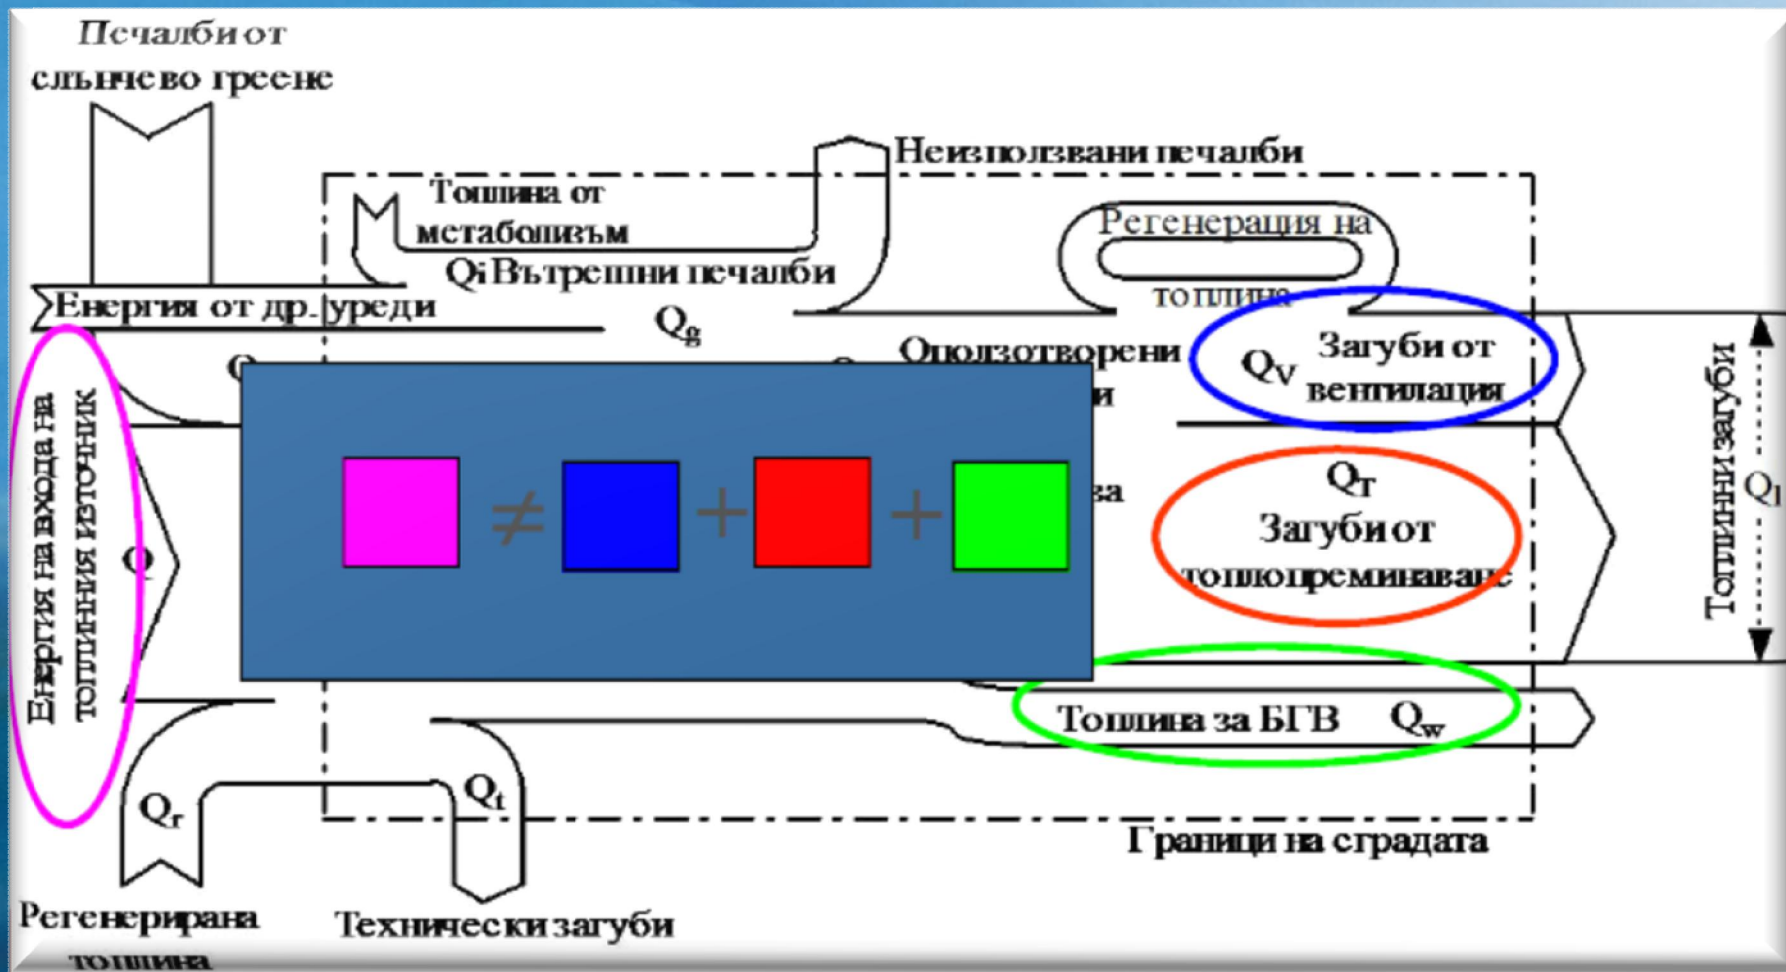 Печалби от
слънчево греене
Неизползвани печалби
Топлина от
метаболизъм
Регенерация на
топлина
Qi Вътрешни печалби
Енергия от др. уреди
Qg
Оползотворени
и
QV Загуби от
вентилация
Топлинни загуби
Ql
Енергия на входа на
топлинния източник
Q
≠ + +
ва
QT
Загуби от
топлопреминаване
Топлина за БГВ Qw
Qr
Qt
Граници на сградата
Регенерирана
топлина
Технически загуби